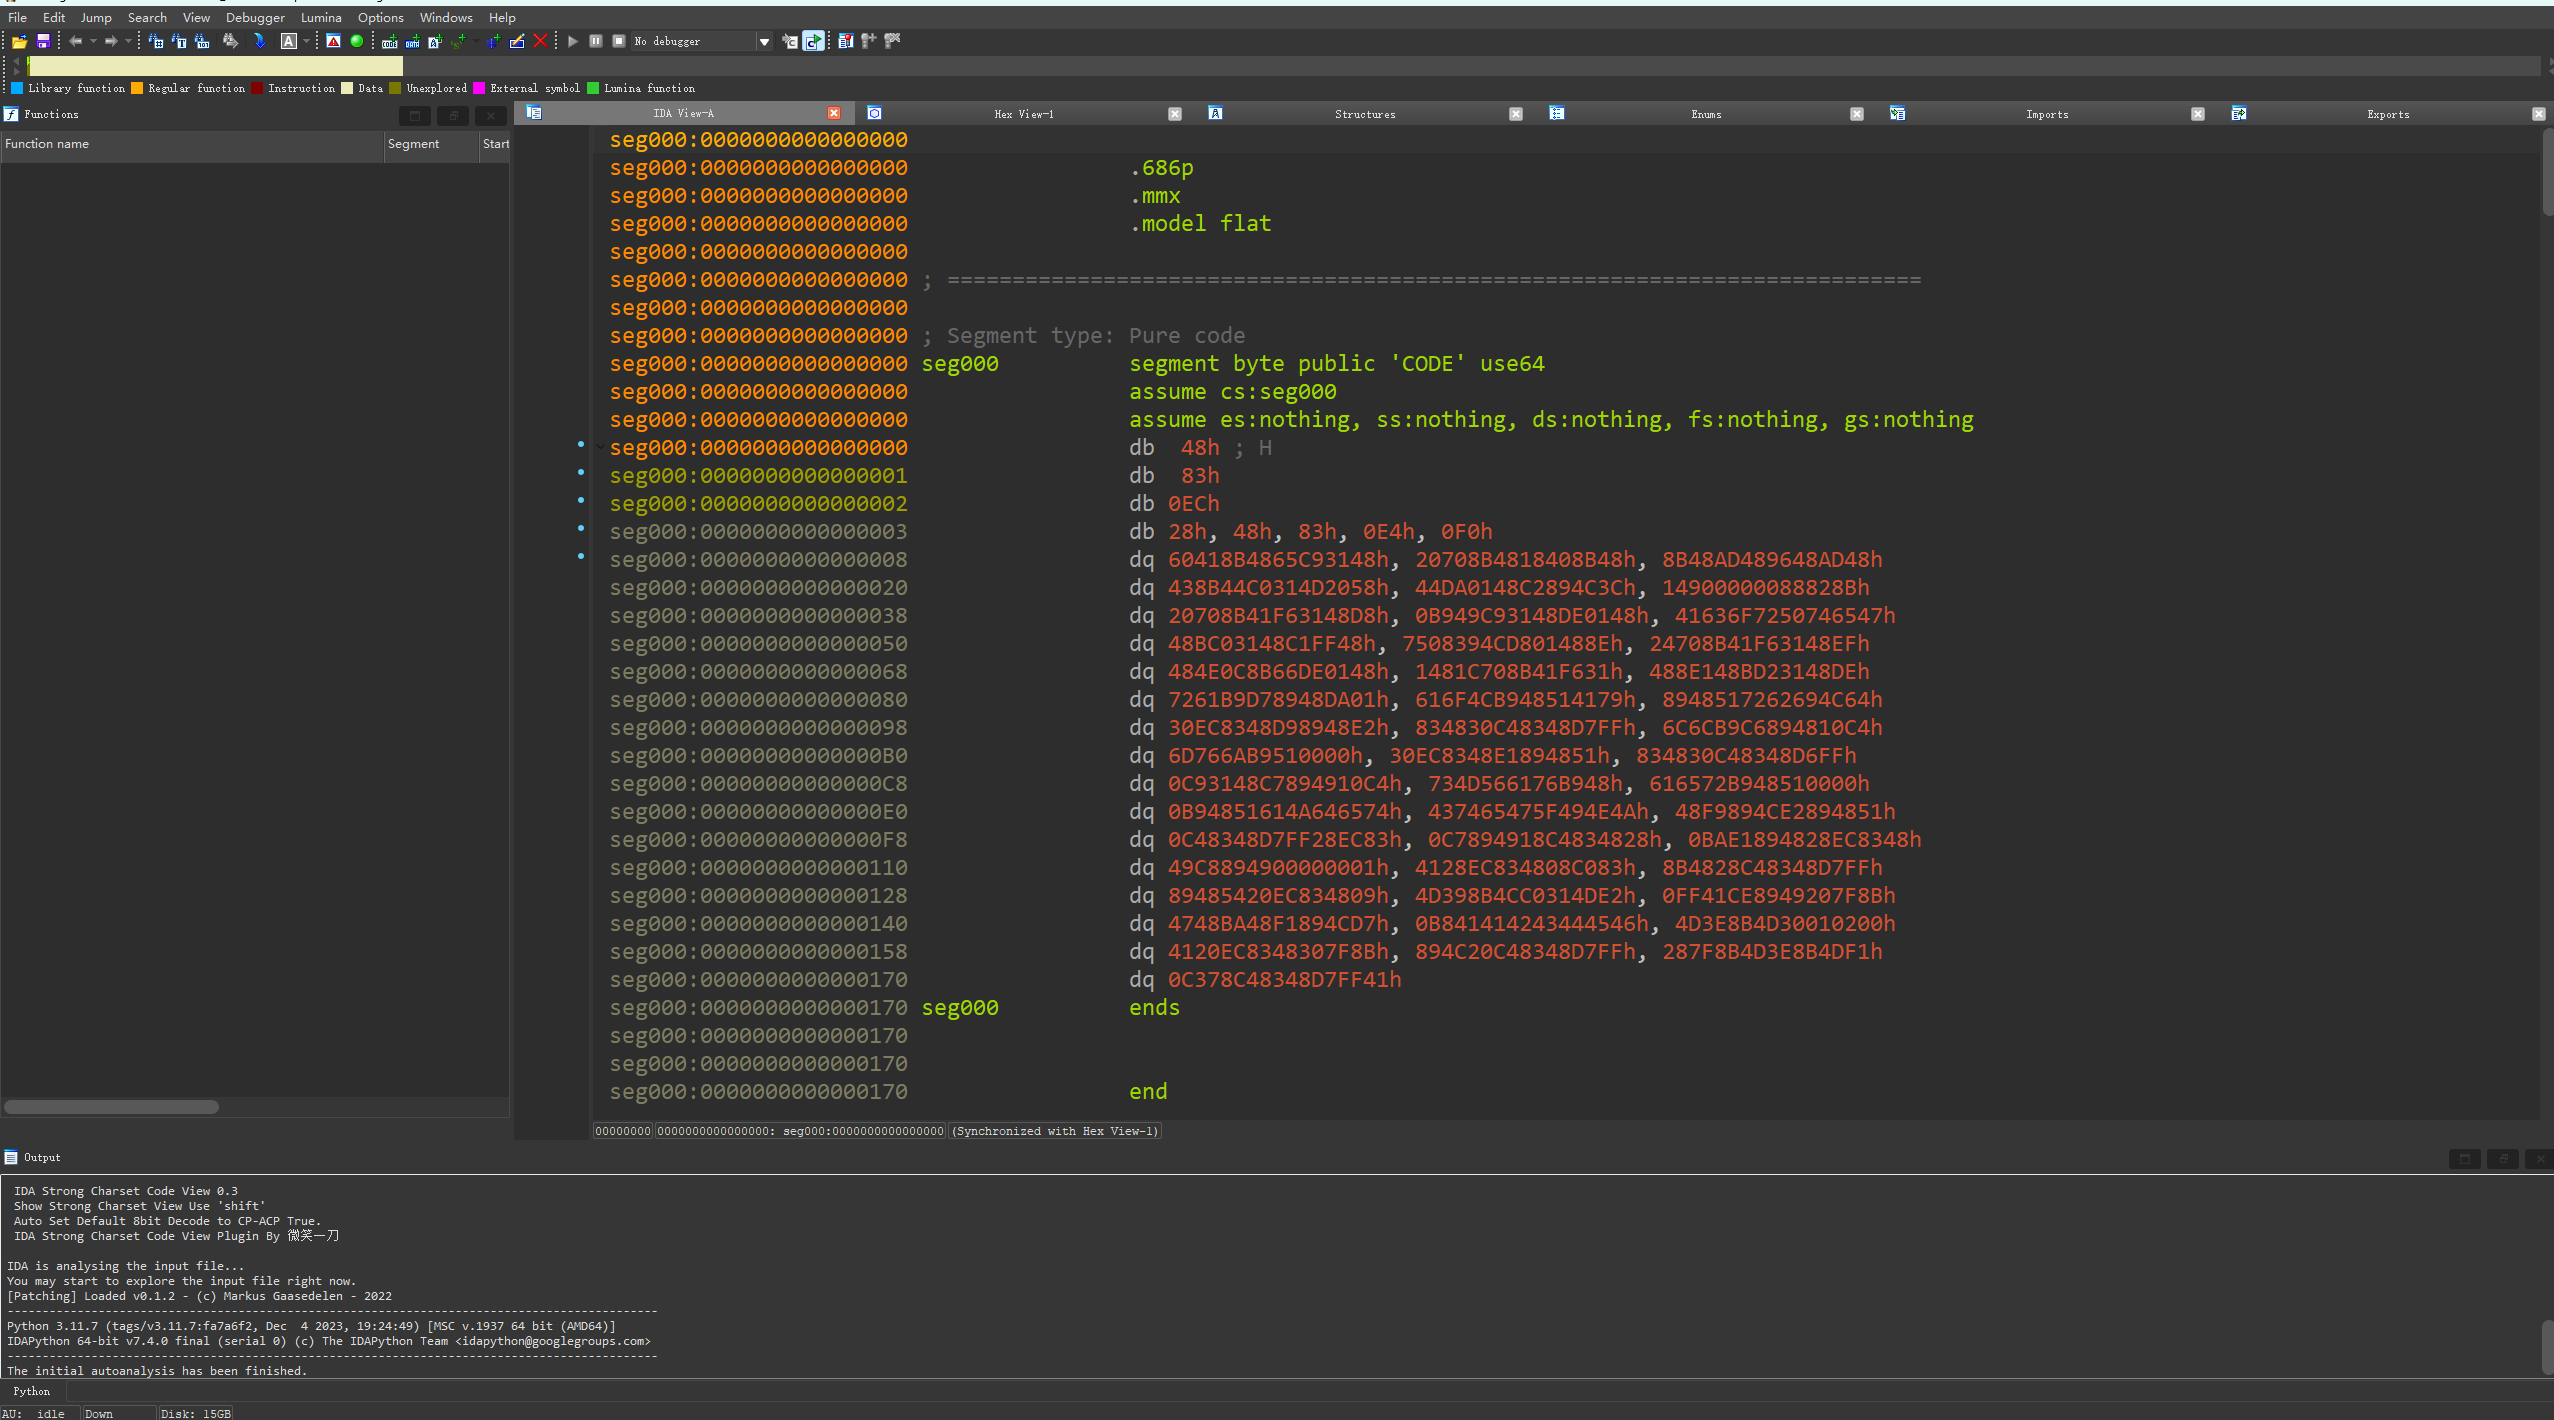 File Edit Jump Search View Debugger Lumina Options Windows Help
No debugger
Library function Regular function Instruction Data Unexplored External symbol Lumina function
Functions
Function name Segment Start
IDA View-A Hex View-1 Structures Enums Imports Exports
seg000:0000000000000000
seg000:0000000000000000 .686p
seg000:0000000000000000 .mmx
seg000:0000000000000000 .model flat
seg000:0000000000000000
seg000:0000000000000000 ; ===========================================================================
seg000:0000000000000000
seg000:0000000000000000 ; Segment type: Pure code
seg000:0000000000000000 seg000 segment byte public 'CODE' use64
seg000:0000000000000000 assume cs:seg000
seg000:0000000000000000 assume es:nothing, ss:nothing, ds:nothing, fs:nothing, gs:nothing
seg000:0000000000000000 db 48h ; H
seg000:0000000000000001 db 83h
seg000:0000000000000002 db 0ECh
seg000:0000000000000003 db 28h, 48h, 83h, 0E4h, 0F0h
seg000:0000000000000008 dq 60418B4865C93148h, 20708B4818408B48h, 8B48AD489648AD48h
seg000:0000000000000020 dq 438B44C0314D2058h, 44DA0148C2894C3Ch, 14900000088828Bh
seg000:0000000000000038 dq 20708B41F63148D8h, 0B949C93148DE0148h, 41636F7250746547h
seg000:0000000000000050 dq 48BC03148C1FF48h, 7508394CD801488Eh, 24708B41F63148EFh
seg000:0000000000000068 dq 484E0C8B66DE0148h, 1481C708B41F631h, 488E148BD23148DEh
seg000:0000000000000080 dq 7261B9D78948DA01h, 616F4CB948514179h, 8948517262694C64h
seg000:0000000000000098 dq 30EC8348D98948E2h, 834830C48348D7FFh, 6C6CB9C6894810C4h
seg000:00000000000000B0 dq 6D766AB9510000h, 30EC8348E1894851h, 834830C48348D6FFh
seg000:00000000000000C8 dq 0C93148C7894910C4h, 734D566176B948h, 616572B948510000h
seg000:00000000000000E0 dq 0B94851614A646574h, 437465475F494E4Ah, 48F9894CE2894851h
seg000:00000000000000F8 dq 0C48348D7FF28EC83h, 0C7894918C4834828h, 0BAE1894828EC8348h
seg000:0000000000000110 dq 49C8894900000001h, 4128EC834808C083h, 8B4828C48348D7FFh
seg000:0000000000000128 dq 89485420EC834809h, 4D398B4CC0314DE2h, 0FF41CE8949207F8Bh
seg000:0000000000000140 dq 4748BA48F1894CD7h, 0B841414243444546h, 4D3E8B4D30010200h
seg000:0000000000000158 dq 4120EC8348307F8Bh, 894C20C48348D7FFh, 287F8B4D3E8B4DF1h
seg000:0000000000000170 dq 0C378C48348D7FF41h
seg000:0000000000000170 seg000 ends
seg000:0000000000000170
seg000:0000000000000170
seg000:0000000000000170 end
00000000 0000000000000000: seg000:0000000000000000 (Synchronized with Hex View-1)
Output
IDA Strong Charset Code View 0.3
Show Strong Charset View Use 'shift'
Auto Set Default 8bit Decode to CP-ACP True.
IDA Strong Charset Code View Plugin By 微笑一刀
IDA is analysing the input file...
You may start to explore the input file right now.
[Patching] Loaded v0.1.2 - (c) Markus Gaasedelen - 2022
---------------------------------------------------------------------------------------------
Python 3.11.7 (tags/v3.11.7:fa7a6f2, Dec  4 2023, 19:24:49) [MSC v.1937 64 bit (AMD64)]
IDAPython 64-bit v7.4.0 final (serial 0) (c) The IDAPython Team <idapython@googlegroups.com>
---------------------------------------------------------------------------------------------
The initial autoanalysis has been finished.
Python
AU: idle Down Disk: 15GB